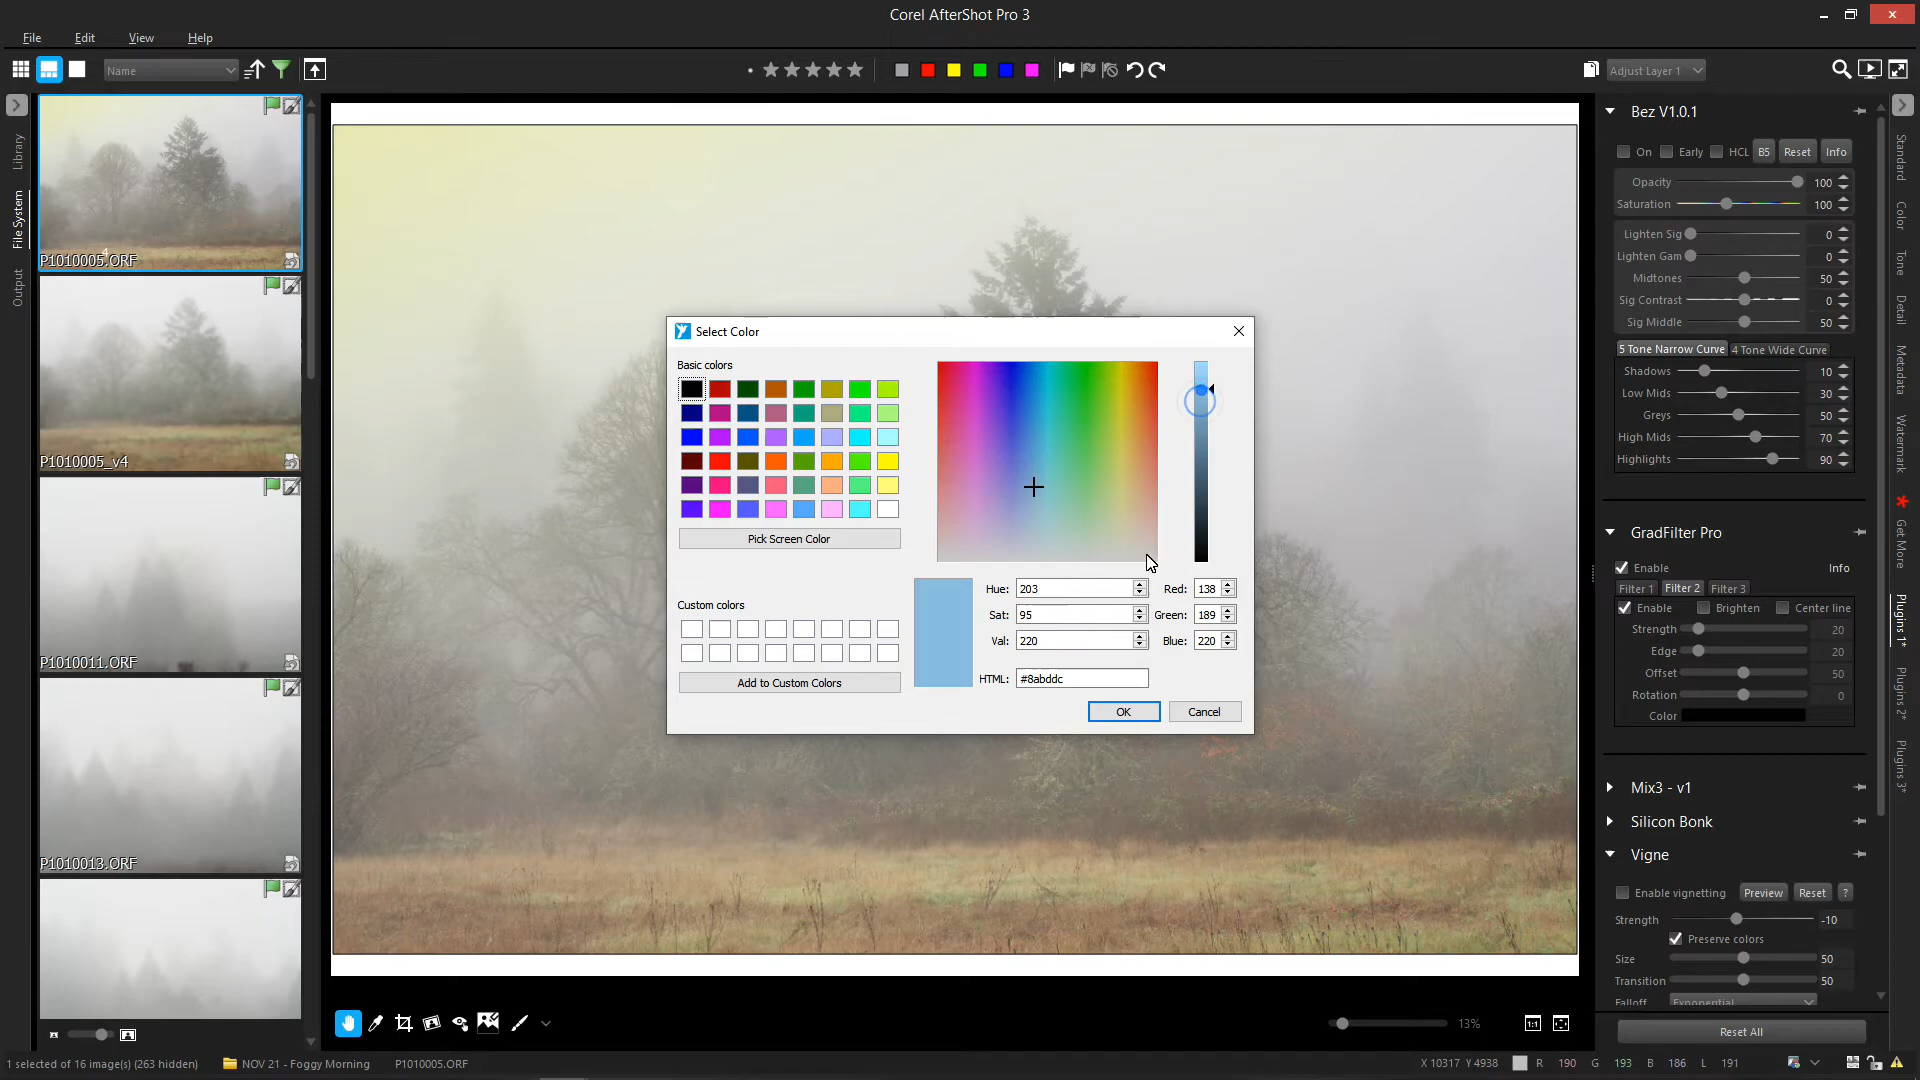 Corel AfterShot Pro 3
File Edit View Help
Name
Adjust Layer 1
Library
File System
Output
4
P1010005.ORF
P1010005_v4
P1010011.ORF
P1010013.ORF
Select Color
Basic colors
Pick Screen Color
Custom colors
Add to Custom Colors
Hue: 203 Red: 138
Sat: 95 Green: 189
Val: 220 Blue: 220
HTML: #8abddc
OK Cancel
Bez V1.0.1
On Early HCL B5 Reset Info
Opacity 100
Saturation 100
Lighten Sig 0
Lighten Gam 0
Midtones 50
Sig Contrast 0
Sig Middle 50
5 Tone Narrow Curve 4 Tone Wide Curve
Shadows 10
Low Mids 30
Greys 50
High Mids 70
Highlights 90
GradFilter Pro
Enable Info
Filter 1 Filter 2 Filter 3
Enable Brighten Center line
Strength 20
Edge 20
Offset 50
Rotation 0
Color
Mix3 - v1
Silicon Bonk
Vigne
Enable vignetting Preview Reset ?
Strength -10
Preserve colors
Size 50
Transition 50
Falloff Exponential
Reset All
Standard
Color
Tone
Detail
Metadata
Watermark
Get More
Plugins 1*
Plugins 2*
Plugins 3*
1:1
13%
1 selected of 16 image(s) (263 hidden) NOV 21 - Foggy Morning P1010005.ORF X 10317 Y 4938 R 190 G 193 B 186 L 191